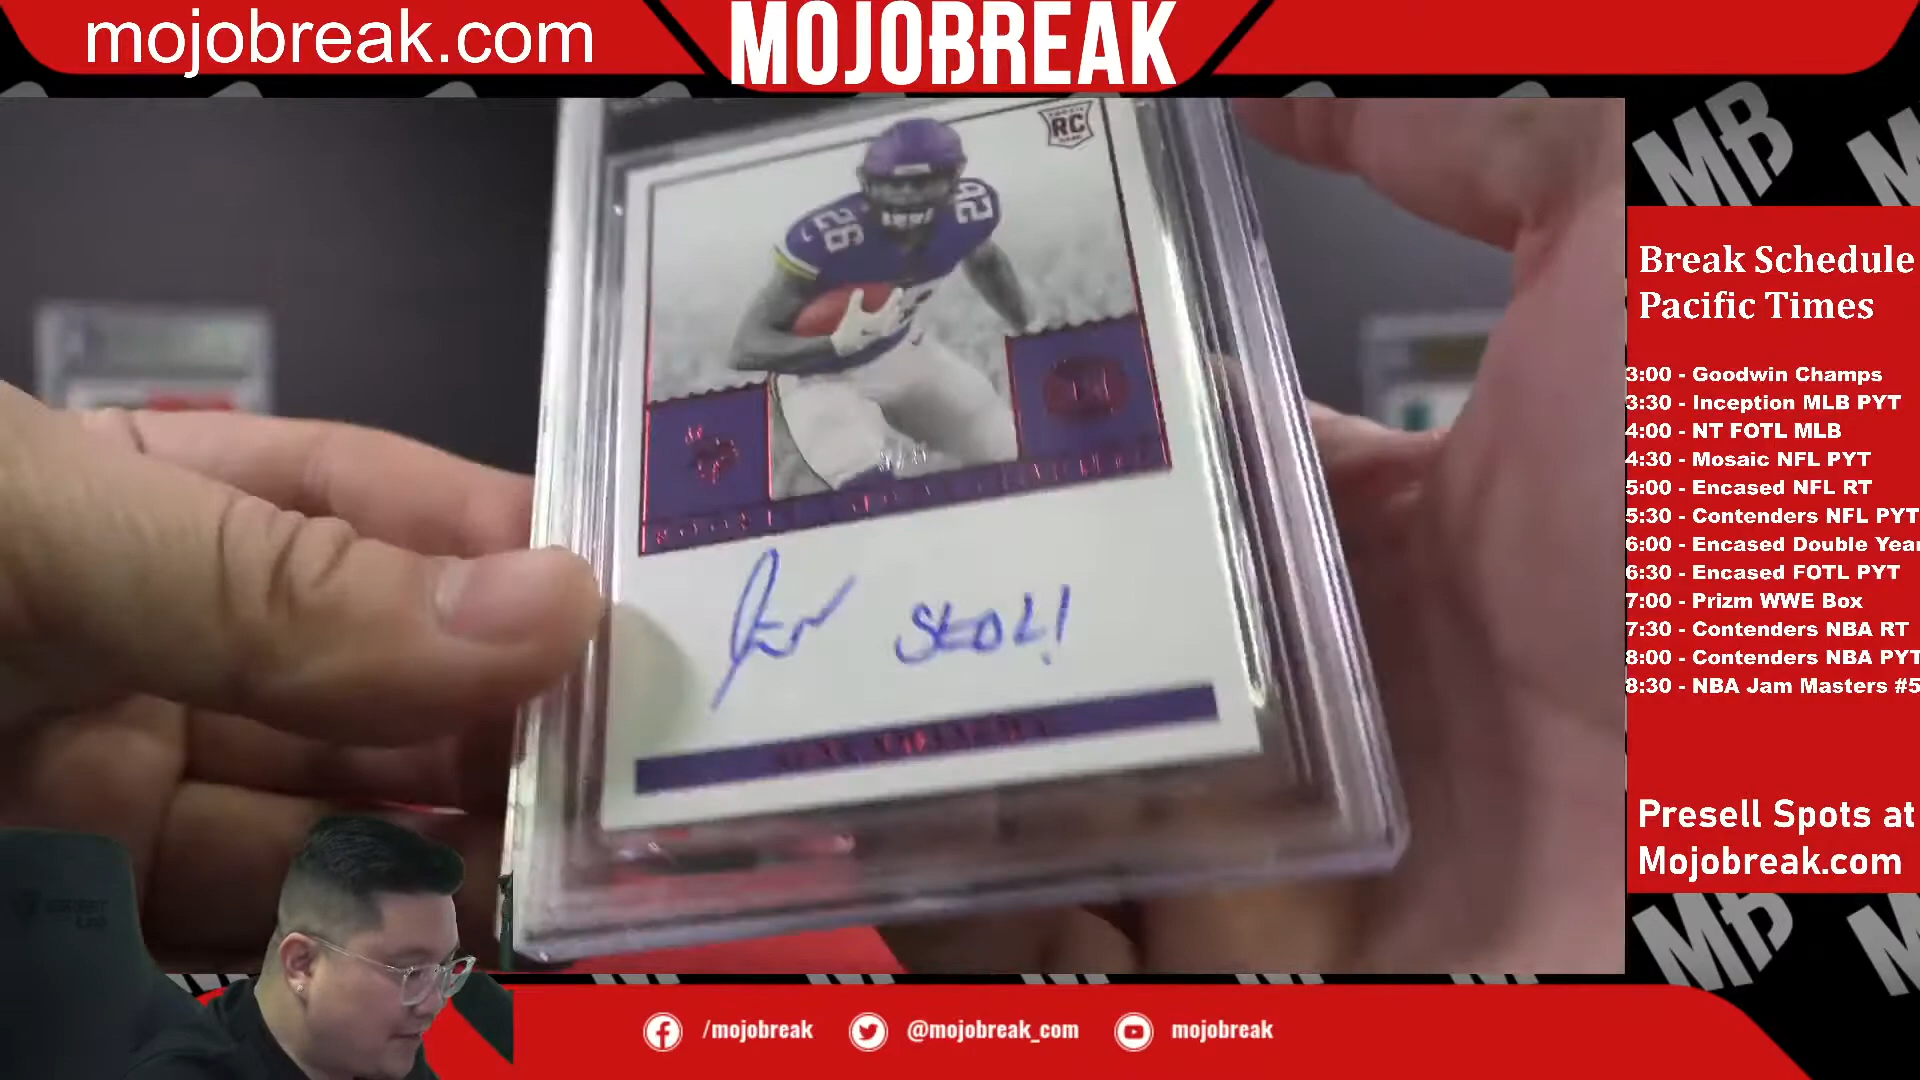 mojobreak.com
MOJOBREAK
MB
RC
26
26
SKOL!
Break Schedule
Pacific Times
3:00 - Goodwin Champs
3:30 - Inception MLB PYT
4:00 - NT FOTL MLB
4:30 - Mosaic NFL PYT
5:00 - Encased NFL RT
5:30 - Contenders NFL PYT
6:00 - Encased Double Year
6:30 - Encased FOTL PYT
7:00 - Prizm WWE Box
7:30 - Contenders NBA RT
8:00 - Contenders NBA PYT
8:30 - NBA Jam Masters #5
Presell Spots at
Mojobreak.com
MB
/mojobreak @mojobreak_com mojobreak